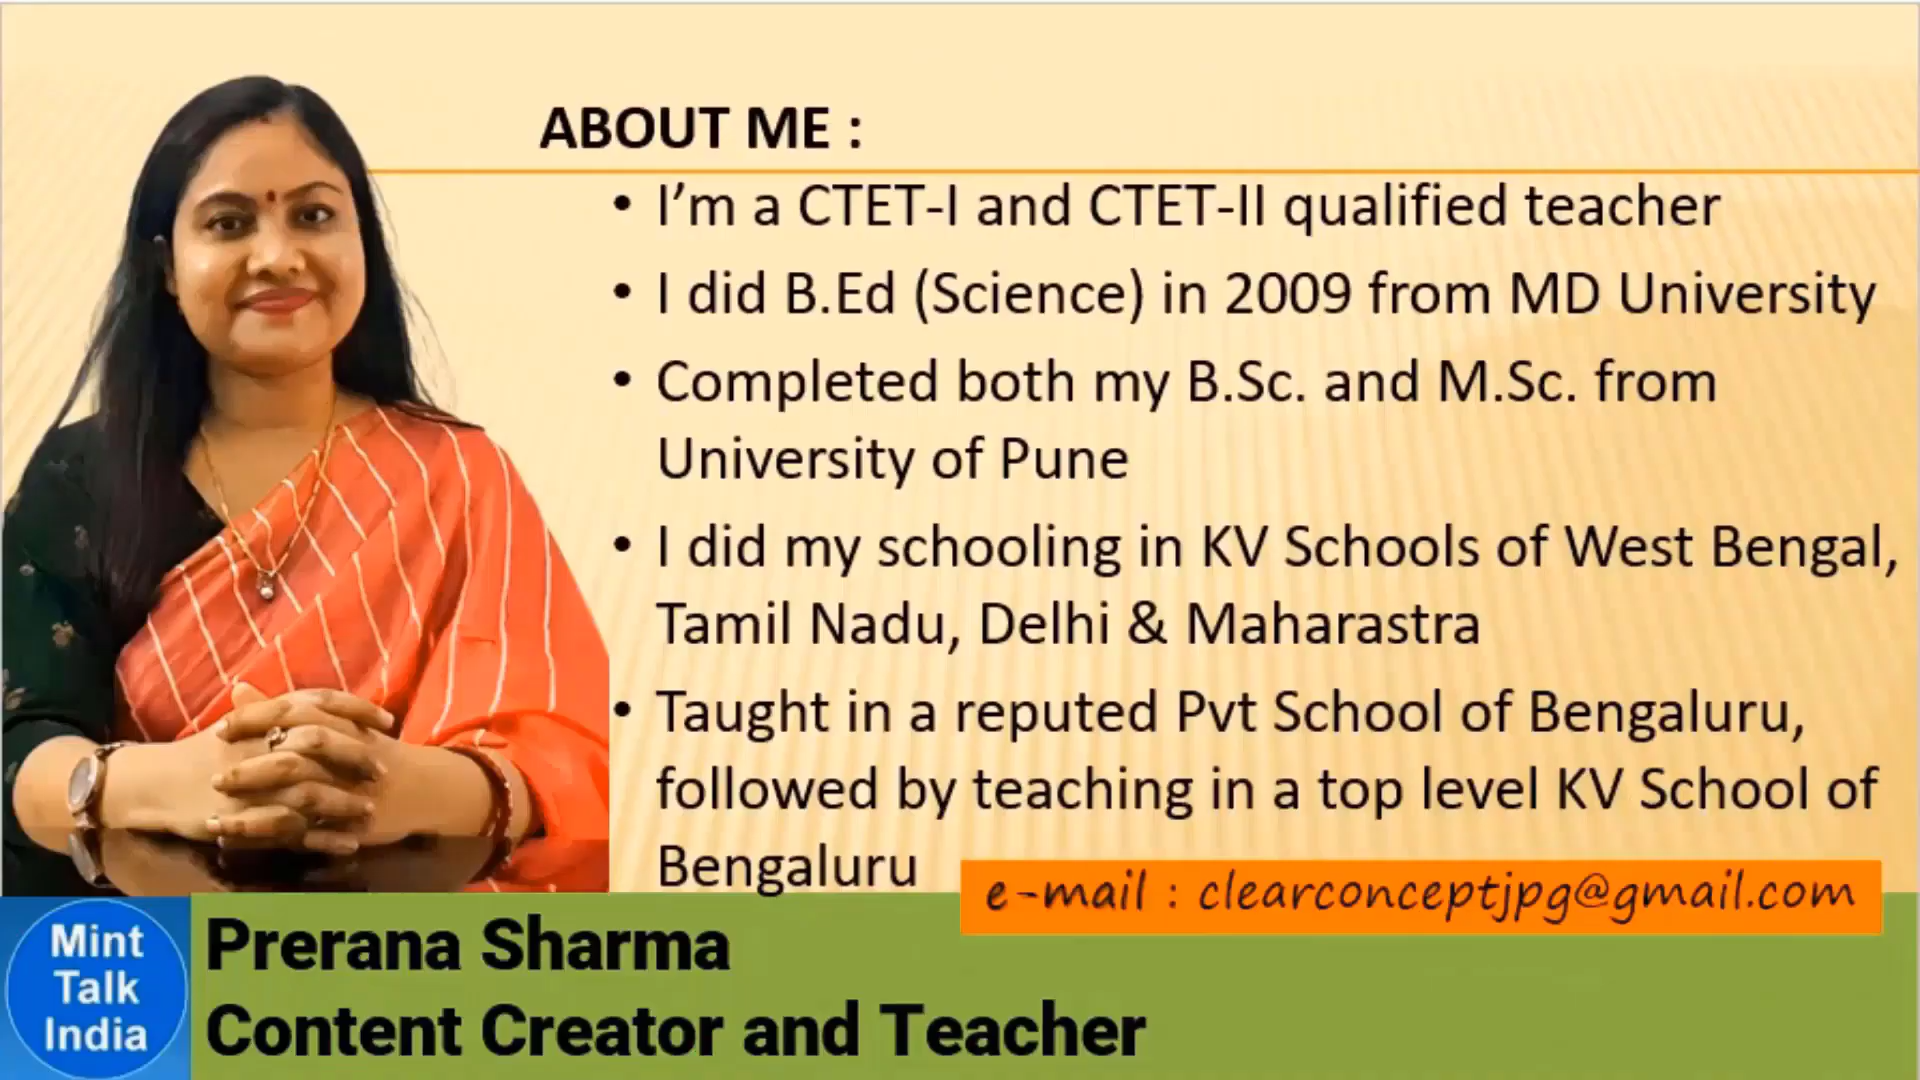 ABOUT ME :
• I’m a CTET-I and CTET-II qualified teacher
• I did B.Ed (Science) in 2009 from MD University
• Completed both my B.Sc. and M.Sc. from
University of Pune
• I did my schooling in KV Schools of West Bengal,
Tamil Nadu, Delhi & Maharastra
• Taught in a reputed Pvt School of Bengaluru,
followed by teaching in a top level KV School of
Bengaluru
e-mail : clearconceptjpg@gmail.com
Mint
Talk
India
Prerana Sharma
Content Creator and Teacher